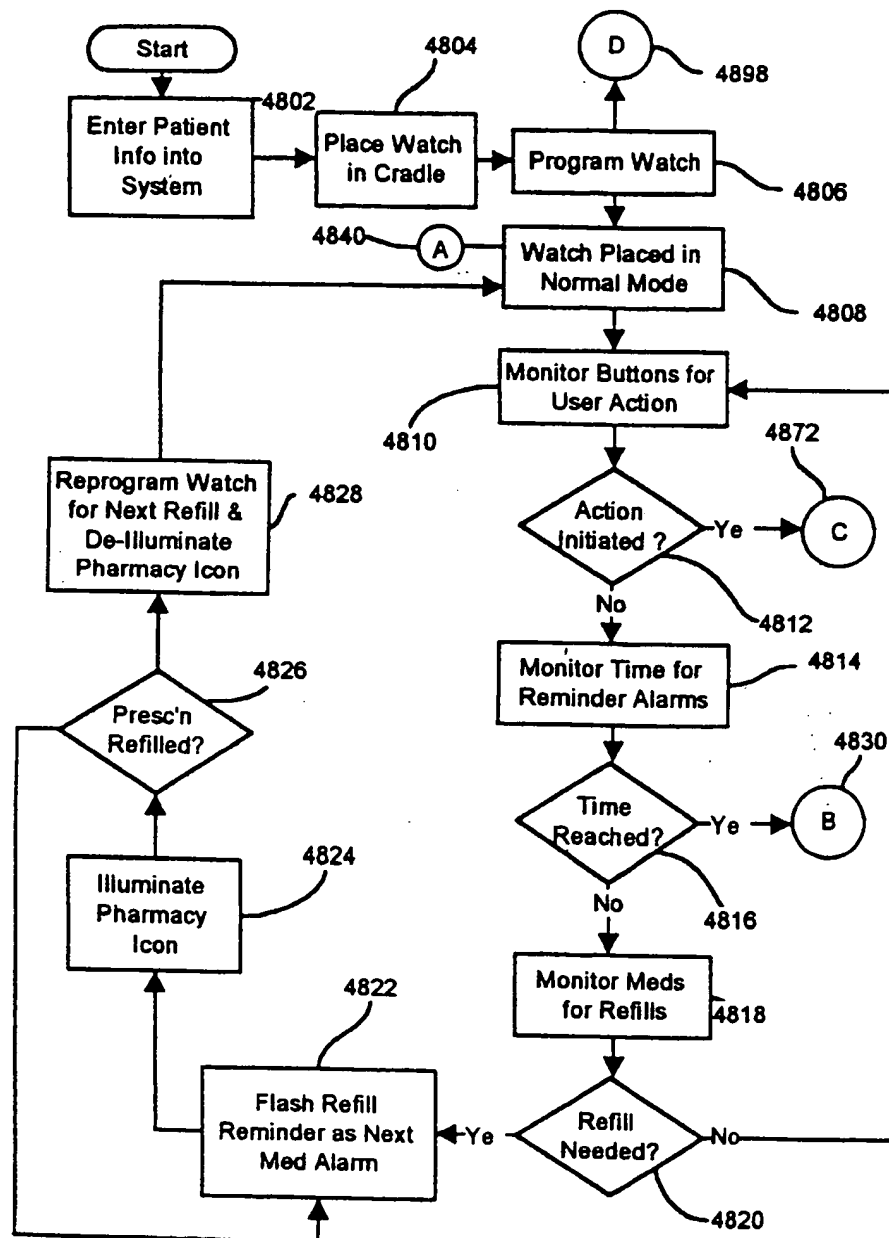 Start
4804
D
4898
4802
Enter Patient
Info into
System
Place Watch
in Cradle
Program Watch
4806
4840
A
Watch Placed in
Normal Mode
4808
Monitor Buttons for
User Action
4810
4872
Reprogram Watch
for Next Refill &
De-Illuminate
Pharmacy Icon
4828
Action
Initiated ?
Ye
C
No
4812
Monitor Time for
Reminder Alarms
4814
4826
Presc'n
Refilled?
4830
Time
Reached?
Ye
B
4824
Illuminate
Pharmacy
Icon
No
4816
Monitor Meds
for Refills
4818
4822
Flash Refill
Reminder as Next
Med Alarm
Ye
Refill
Needed?
No
4820